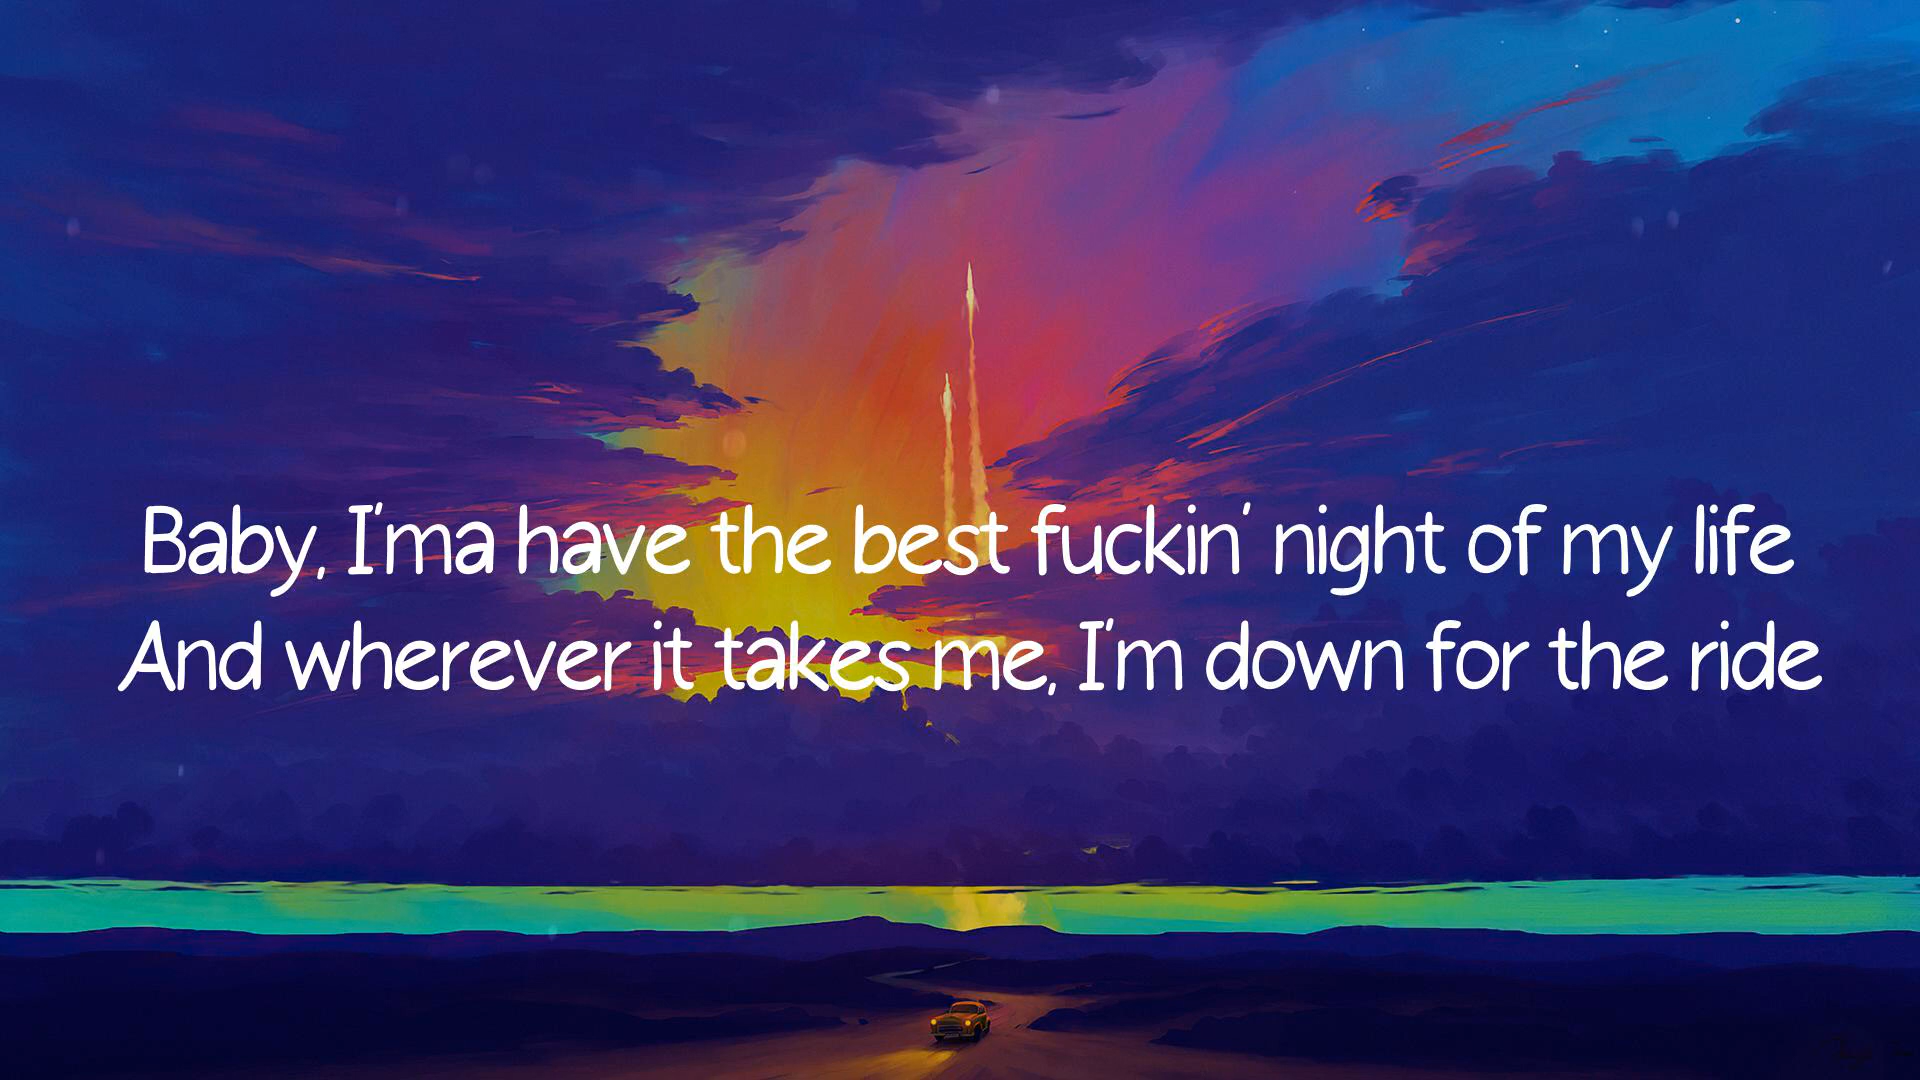 Baby, I'ma have the best fuckin' night of my life
And wherever it takes me, I'm down for the ride